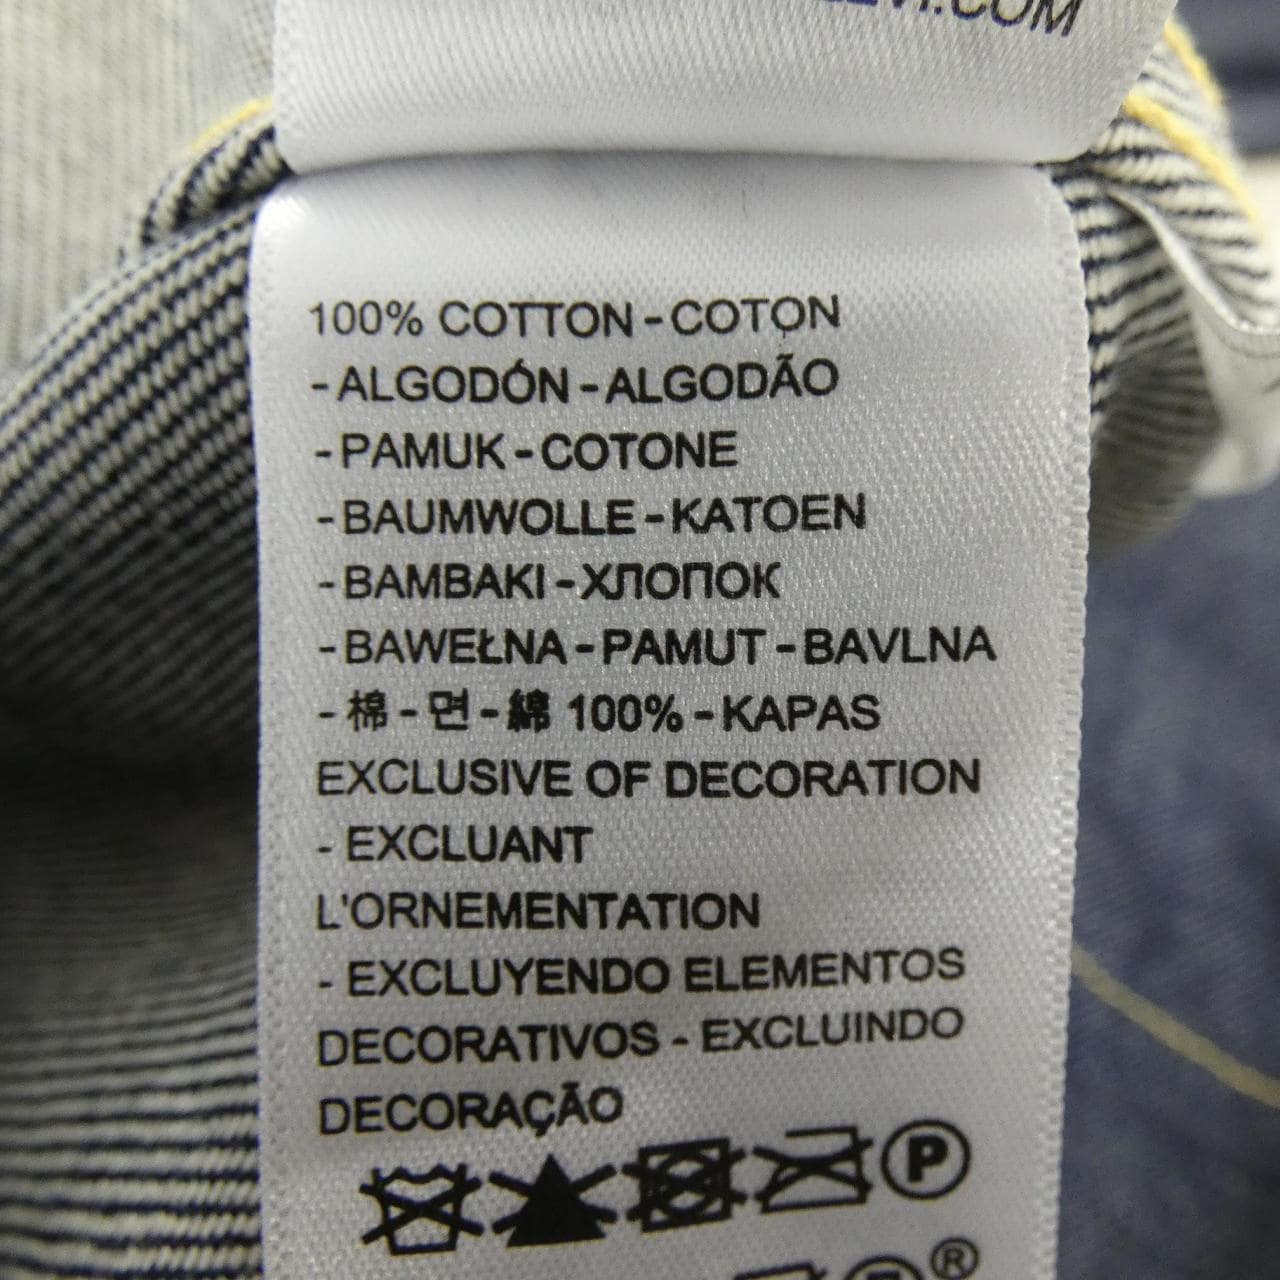 .COM
100% COTTON - COTON
- ALGODÓN - ALGODÃO
- PAMUK - COTONE
- BAUMWOLLE - KATOEN
- BAMBAKI - ХЛОПОК
- BAWEŁNA - PAMUT - BAVLNA
- 棉 - 면 - 綿 100% - KAPAS
EXCLUSIVE OF DECORATION
- EXCLUANT
L'ORNEMENTATION
- EXCLUYENDO ELEMENTOS
DECORATIVOS - EXCLUINDO
DECORAÇÃO
P
®